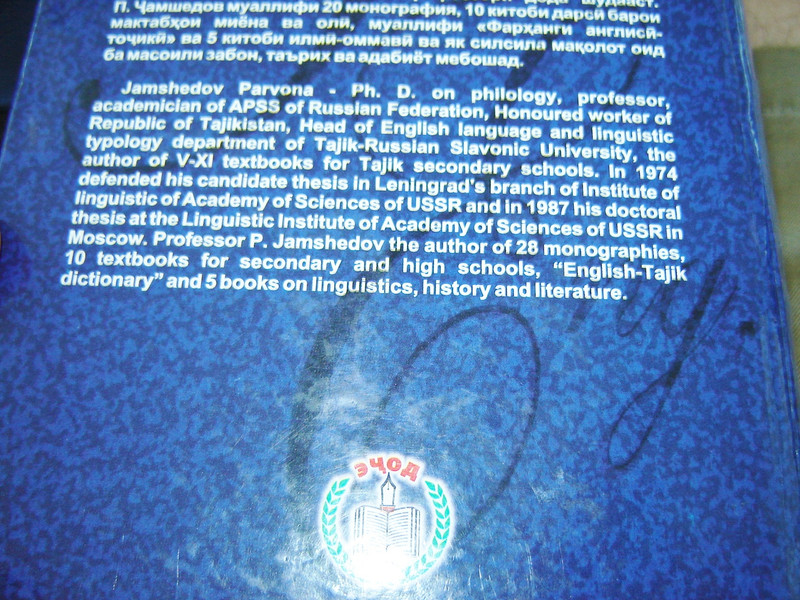 П. Ҷамшедов муаллифи 20 монография, 10 китоби дарсӣ барои
мактабҳои миёна ва олӣ, муаллифи «Фарҳанги англисӣ-
тоҷикӣ» ва 5 китоби илмӣ-оммавӣ ва як силсила мақолот оид
ба масоили забон, таърих ва адабиёт мебошад.
Jamshedov Parvona - Ph. D. on philology, professor,
academician of APSS of Russian Federation, Honoured worker of
Republic of Tajikistan, Head of English language and linguistic
typology department of Tajik-Russian Slavonic University, the
author of V-XI textbooks for Tajik secondary schools. In 1974
defended his candidate thesis in Leningrad's branch of Institute of
linguistic of Academy of Sciences of USSR and in 1987 his doctoral
thesis at the Linguistic Institute of Academy of Sciences of USSR in
Moscow. Professor P. Jamshedov the author of 28 monographies,
10 textbooks for secondary and high schools, “English-Tajik
dictionary” and 5 books on linguistics, history and literature.
эҷод